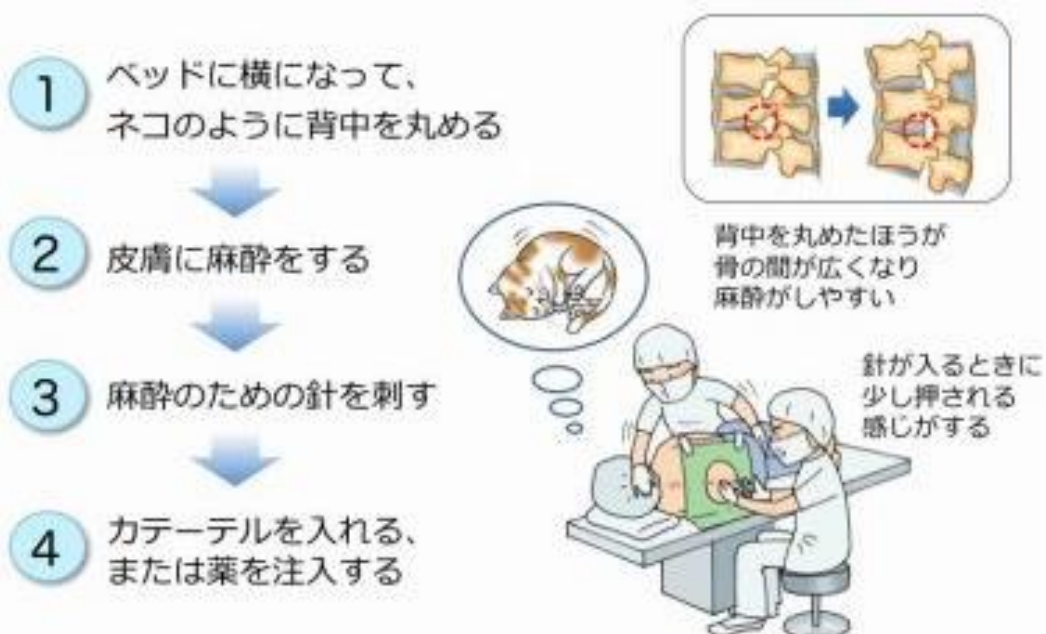 1 ベッドに横になって、
ネコのように背中を丸める
2 皮膚に麻酔をする
3 麻酔のための針を刺す
4 カテーテルを入れる、
または薬を注入する
背中を丸めたほうが
骨の間が広くなり
麻酔がしやすい
針が入るときに
少し押される
感じがする